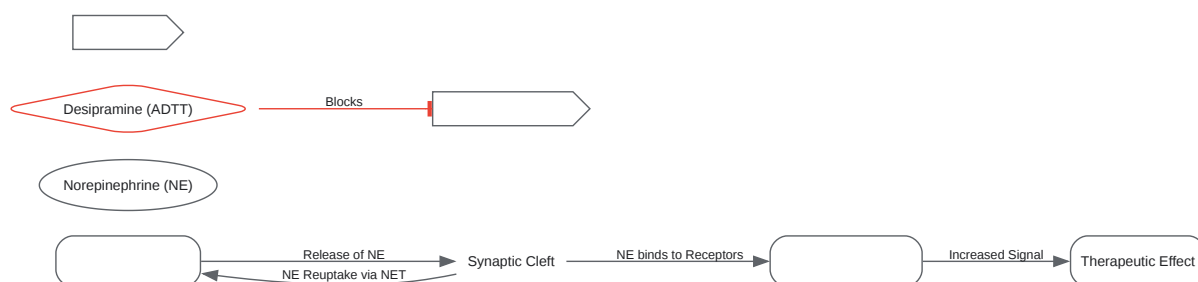 Desipramine (ADTT)
Blocks
Norepinephrine (NE)
Release of NE
Synaptic Cleft
NE binds to Receptors
Increased Signal
Therapeutic Effect
NE Reuptake via NET